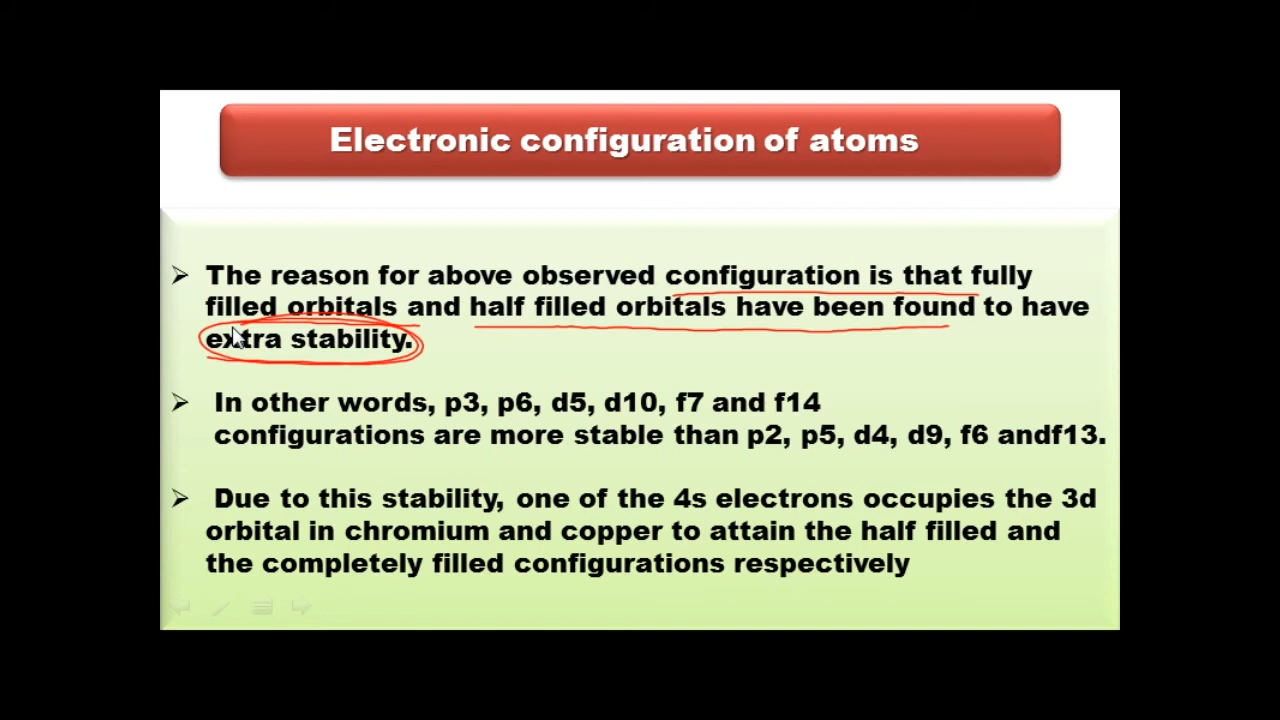 Electronic configuration of atoms
The reason for above observed configuration is that fully
filled orbitals and half filled orbitals have been found to have
extra stability.
In other words, p3, p6, d5, d10, f7 and f14
configurations are more stable than p2, p5, d4, d9, f6 andf13.
Due to this stability, one of the 4s electrons occupies the 3d
orbital in chromium and copper to attain the half filled and
the completely filled configurations respectively